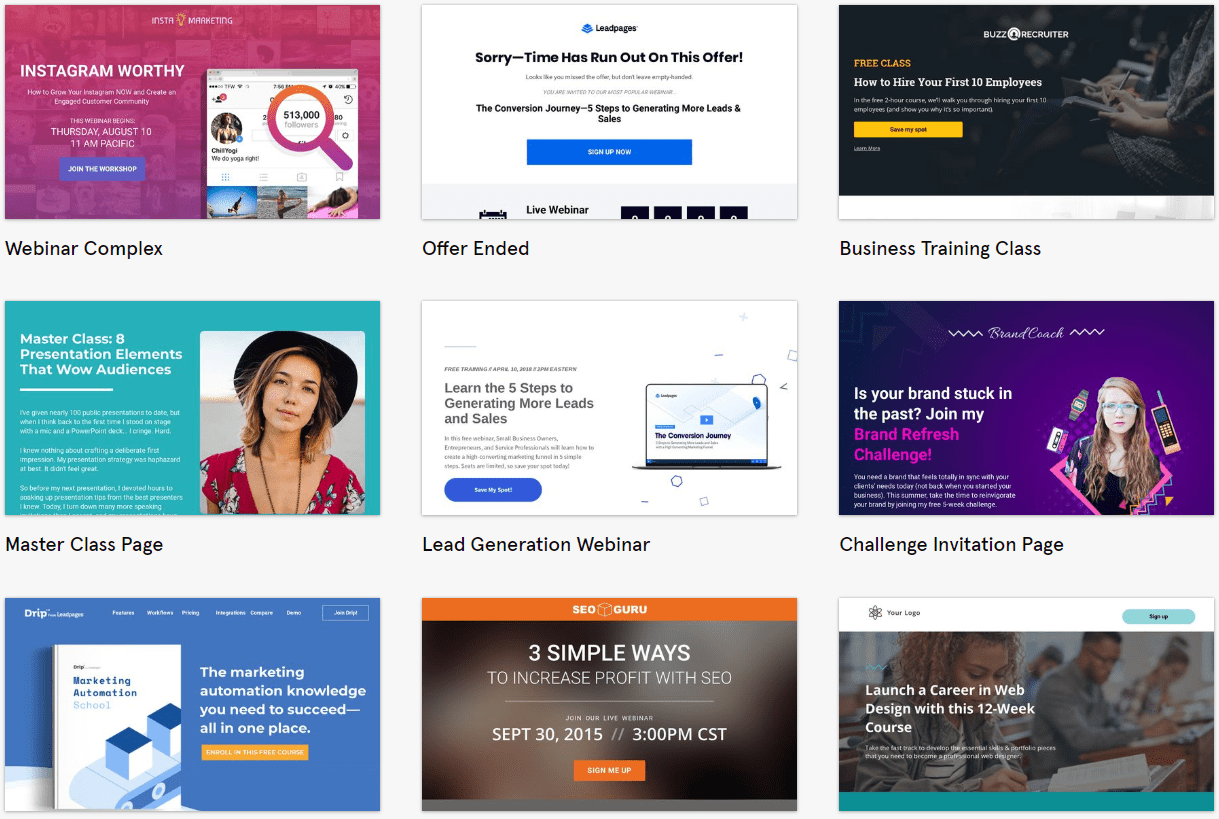 INSTA MARKETING
INSTAGRAM WORTHY
How to Grow Your Instagram NOW and Create an
Engaged Customer Community
THIS WEBINAR BEGINS:
THURSDAY, AUGUST 10
11 AM PACIFIC
JOIN THE WORKSHOP
TFW
7:56 PM
40%
513,000
followers
ChillYogi
We do yoga right!
Webinar Complex
Leadpages
Sorry—Time Has Run Out On This Offer!
Looks like you missed the offer, but don't leave empty-handed.
YOU ARE INVITED TO OUR MOST POPULAR WEBINAR...
The Conversion Journey—5 Steps to Generating More Leads &
Sales
SIGN UP NOW
Live Webinar
Offer Ended
BUZZ RECRUITER
FREE CLASS
How to Hire Your First 10 Employees
In the free 2-hour course, we'll walk you through hiring your first 10
employees (and show you why it's so important).
Save my spot
Learn More
Business Training Class
Master Class: 8
Presentation Elements
That Wow Audiences
I've given nearly 100 public presentations to date, but
when I think back to the first time I stood on stage
with a mic and a PowerPoint deck... I cringe. Hard.
I knew nothing about crafting a deliberate first
impression. My presentation strategy was haphazard
at best. It didn't feel great.
So before my next presentation, I devoted hours to
soaking up presentation tips from the best presenters
I knew. Today, I turn down many more speaking
Master Class Page
FREE TRAINING // APRIL 10, 2018 // 3PM EASTERN
Learn the 5 Steps to
Generating More Leads
and Sales
In this free webinar, Small Business Owners,
Entrepreneurs, and Service Professionals will learn how to
create a high-converting marketing funnel in 5 simple
steps. Seats are limited, so save your spot today!
Save My Spot!
Leadpages
The Conversion Journey
Lead Generation Webinar
BrandCoach
Is your brand stuck in
the past? Join my
Brand Refresh
Challenge!
You need a brand that feels totally in sync with your
clients' needs today (not back when you started your
business). This summer, take the time to reinvigorate
your brand by joining my free 5-week challenge.
Challenge Invitation Page
Drip from Leadpages
Features Workflows Pricing Integrations Compare Demo Join Drip!
Drip
Marketing
Automation
School
The marketing
automation knowledge
you need to succeed—
all in one place.
ENROLL IN THIS FREE COURSE
SEO GURU
3 SIMPLE WAYS
TO INCREASE PROFIT WITH SEO
JOIN OUR LIVE WEBINAR
SEPT 30, 2015 // 3:00PM CST
SIGN ME UP
Your Logo
Sign up
Launch a Career in Web
Design with this 12-Week
Course
Take the fast track to develop the essential skills & portfolio pieces
that you need to become a professional web designer.